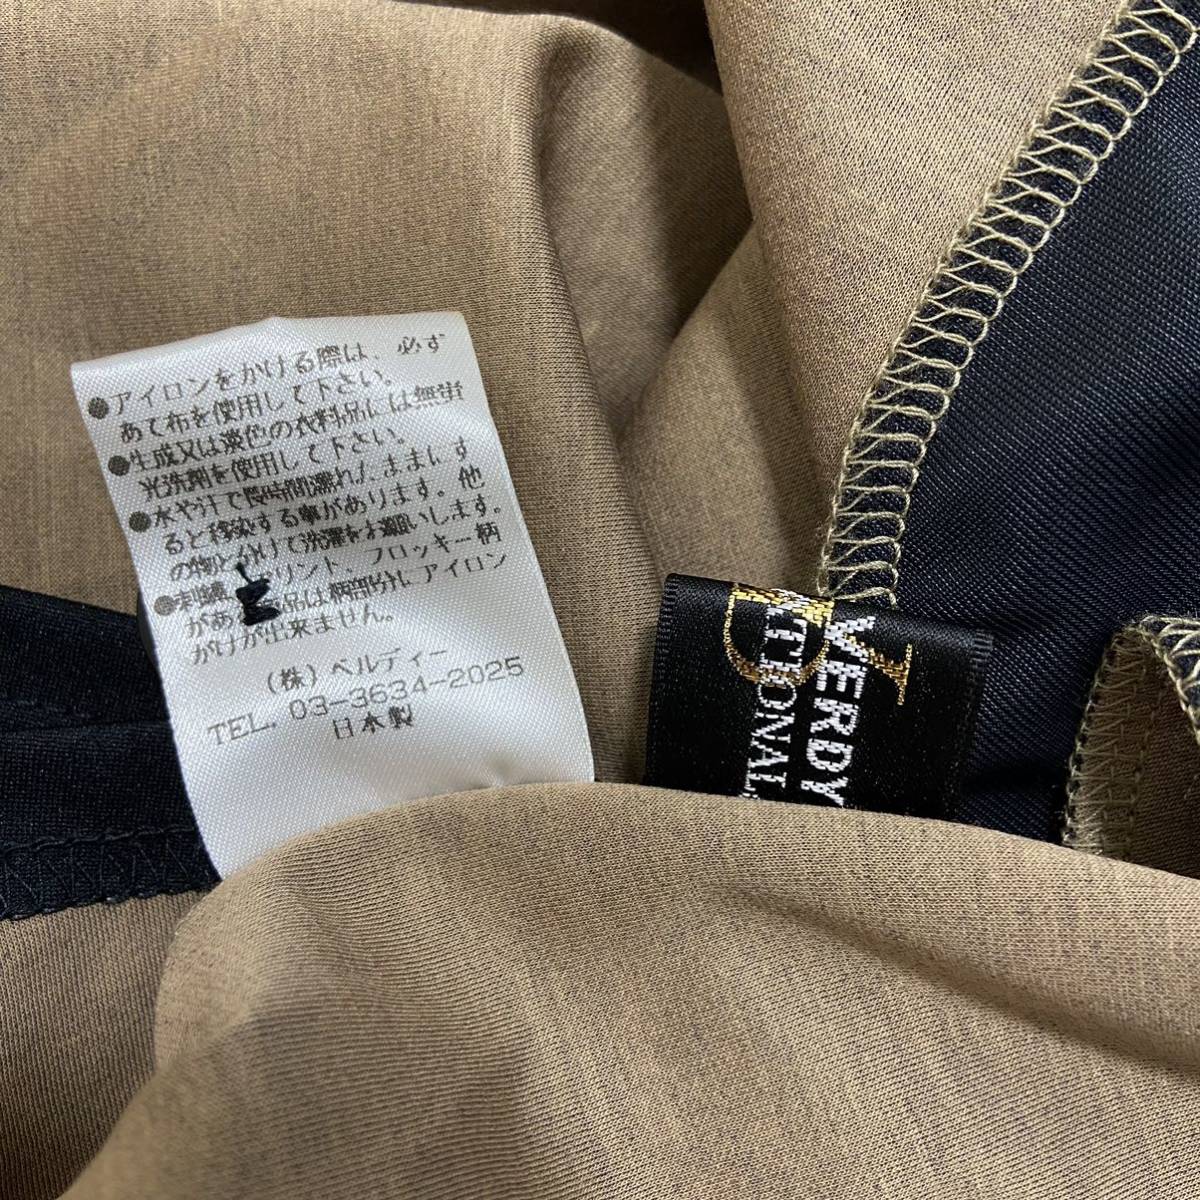 ●アイロンをかける際は、必ず
あて布を使用して下さい。
●生成又は淡色の衣料品には無蛍
光洗剤を使用して下さい。
●水や汗で長時間濡れたままにす
ると移染する事があります。他
の物と分けて洗濯をお願いします。
●刺繍 リント、フロッキー柄
があ 品は柄部分にアイロン
がけが出来ません。
(株)ベルディー
TEL. 03-3634-2025
日本製
VERDY
NTIONAL